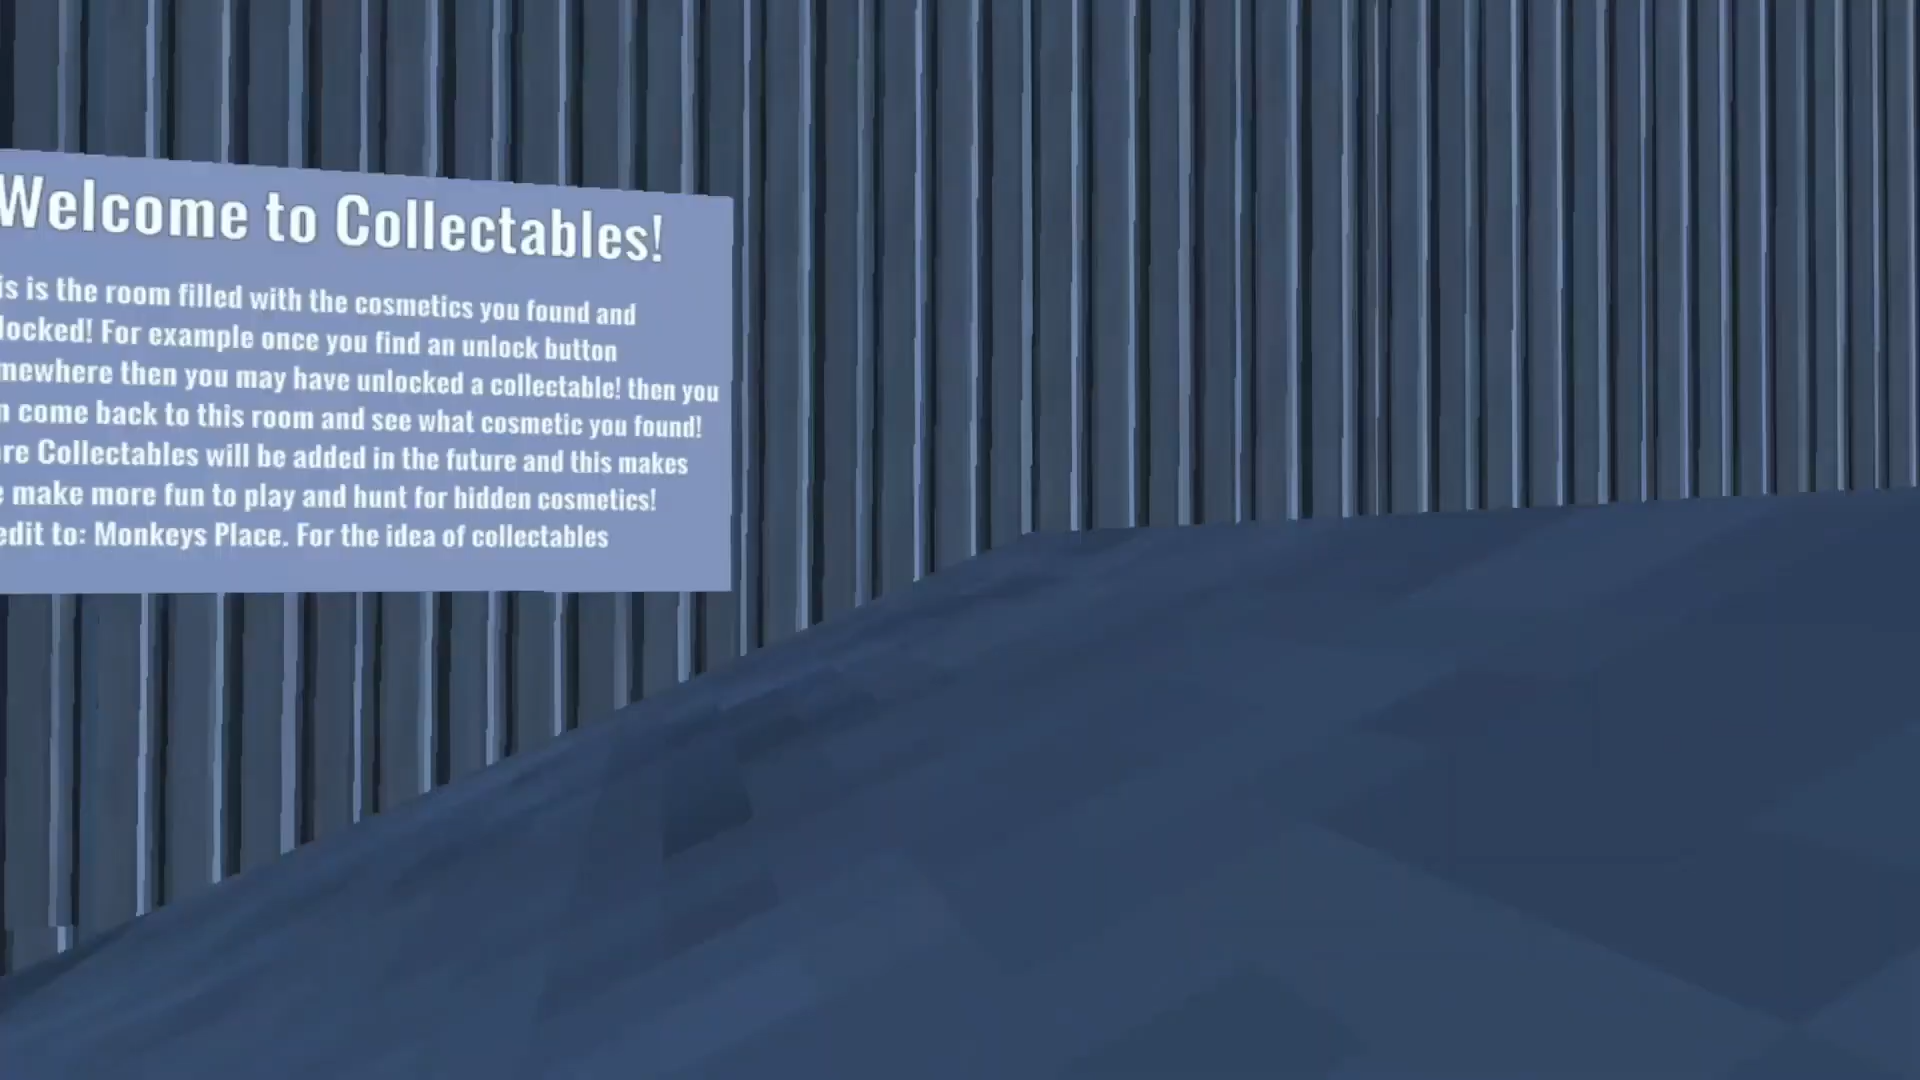 Welcome to Collectables!
is is the room filled with the cosmetics you found and
locked! For example once you find an unlock button
mewhere then you may have unlocked a collectable! then you
n come back to this room and see what cosmetic you found!
re Collectables will be added in the future and this makes
e make more fun to play and hunt for hidden cosmetics!
edit to: Monkeys Place. For the idea of collectables